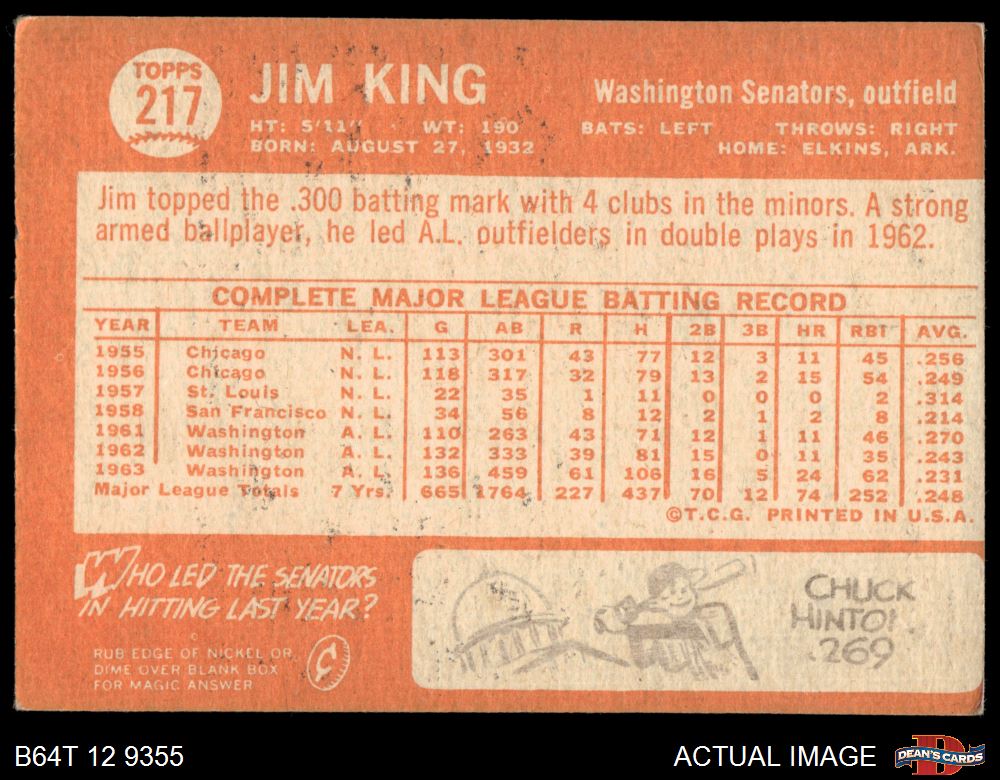 TOPPS
217
JIM KING
Washington Senators, outfield
HT: 5'11" WT: 190 BATS: LEFT THROWS: RIGHT
BORN: AUGUST 27, 1932 HOME: ELKINS, ARK.
Jim topped the .300 batting mark with 4 clubs in the minors. A strong
armed ballplayer, he led A.L. outfielders in double plays in 1962.
COMPLETE MAJOR LEAGUE BATTING RECORD
YEAR TEAM LEA. G AB R H 2B 3B HR RBI AVG.
1955 Chicago N. L. 113 301 43 77 12 3 11 45 .256
1956 Chicago N. L. 118 317 32 79 13 2 15 54 .249
1957 St. Louis N. L. 22 35 1 11 0 0 0 2 .314
1958 San Francisco N. L. 34 56 8 12 2 1 2 8 .214
1961 Washington A. L. 110 263 43 71 12 1 11 46 .270
1962 Washington A. L. 132 333 39 81 15 0 11 35 .243
1963 Washington A. L. 136 459 61 106 16 5 24 62 .231
Major League Totals 7 Yrs. 665 1764 227 437 70 12 74 252 .248
©T.C.G. PRINTED IN U.S.A.
WHO LED THE SENATORS
IN HITTING LAST YEAR?
RUB EDGE OF NICKEL OR
DIME OVER BLANK BOX
FOR MAGIC ANSWER
CHUCK
HINTO
.269
B64T 12 9355
ACTUAL IMAGE
DEAN'S CARDS